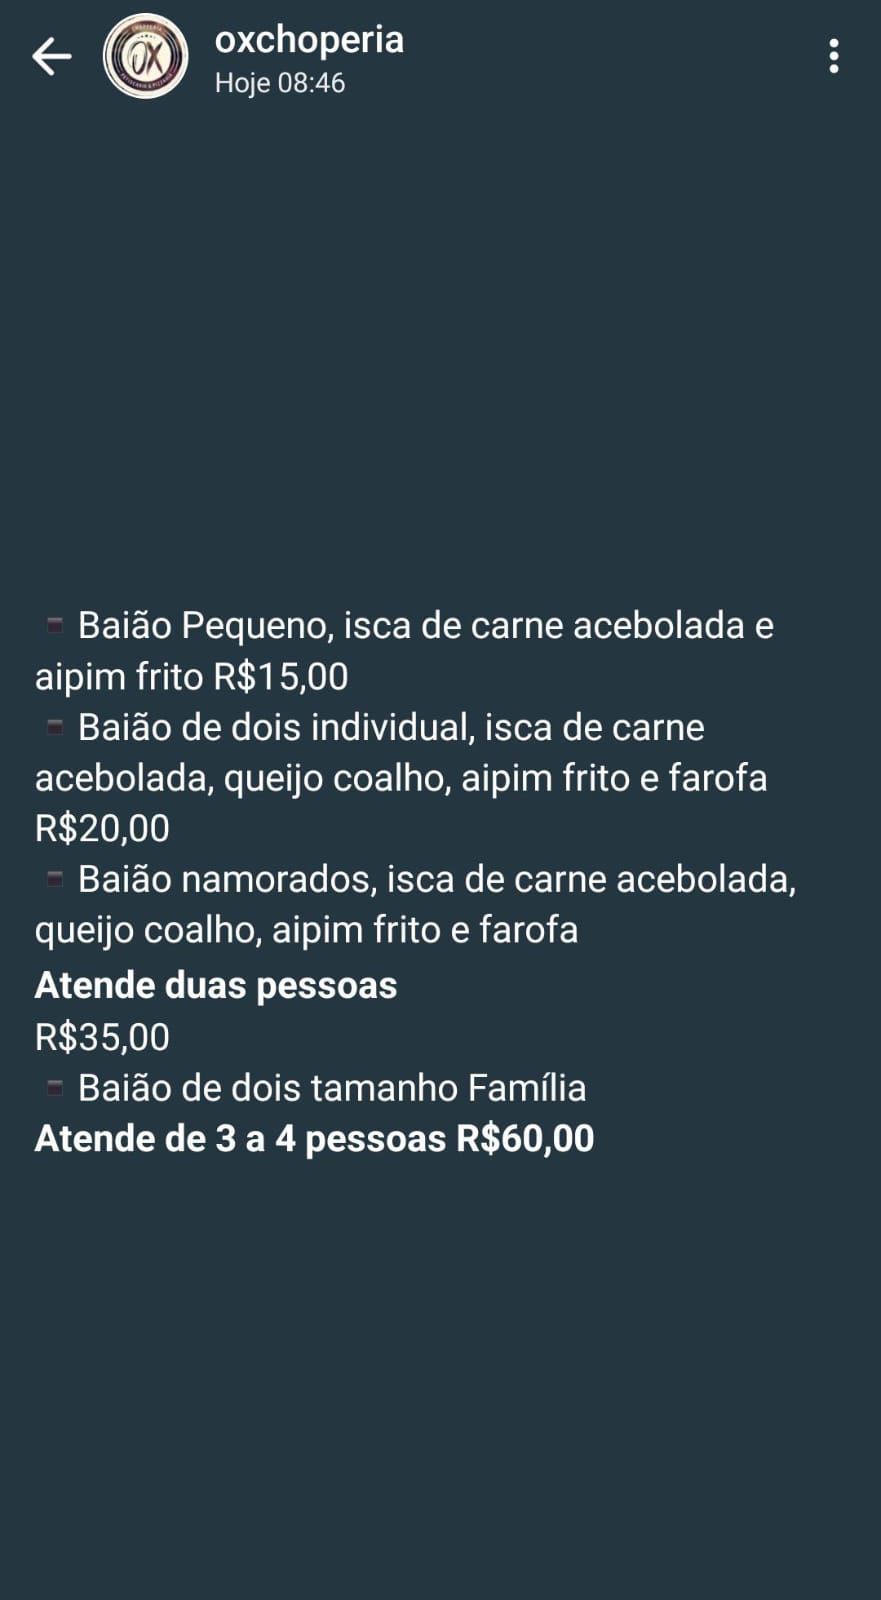 oxchoperia
Hoje 08:46
OX
▪Baião Pequeno, isca de carne acebolada e
aipim frito R$15,00
▪Baião de dois individual, isca de carne
acebolada, queijo coalho, aipim frito e farofa
R$20,00
▪Baião namorados, isca de carne acebolada,
queijo coalho, aipim frito e farofa
Atende duas pessoas
R$35,00
▪Baião de dois tamanho Família
Atende de 3 a 4 pessoas R$60,00